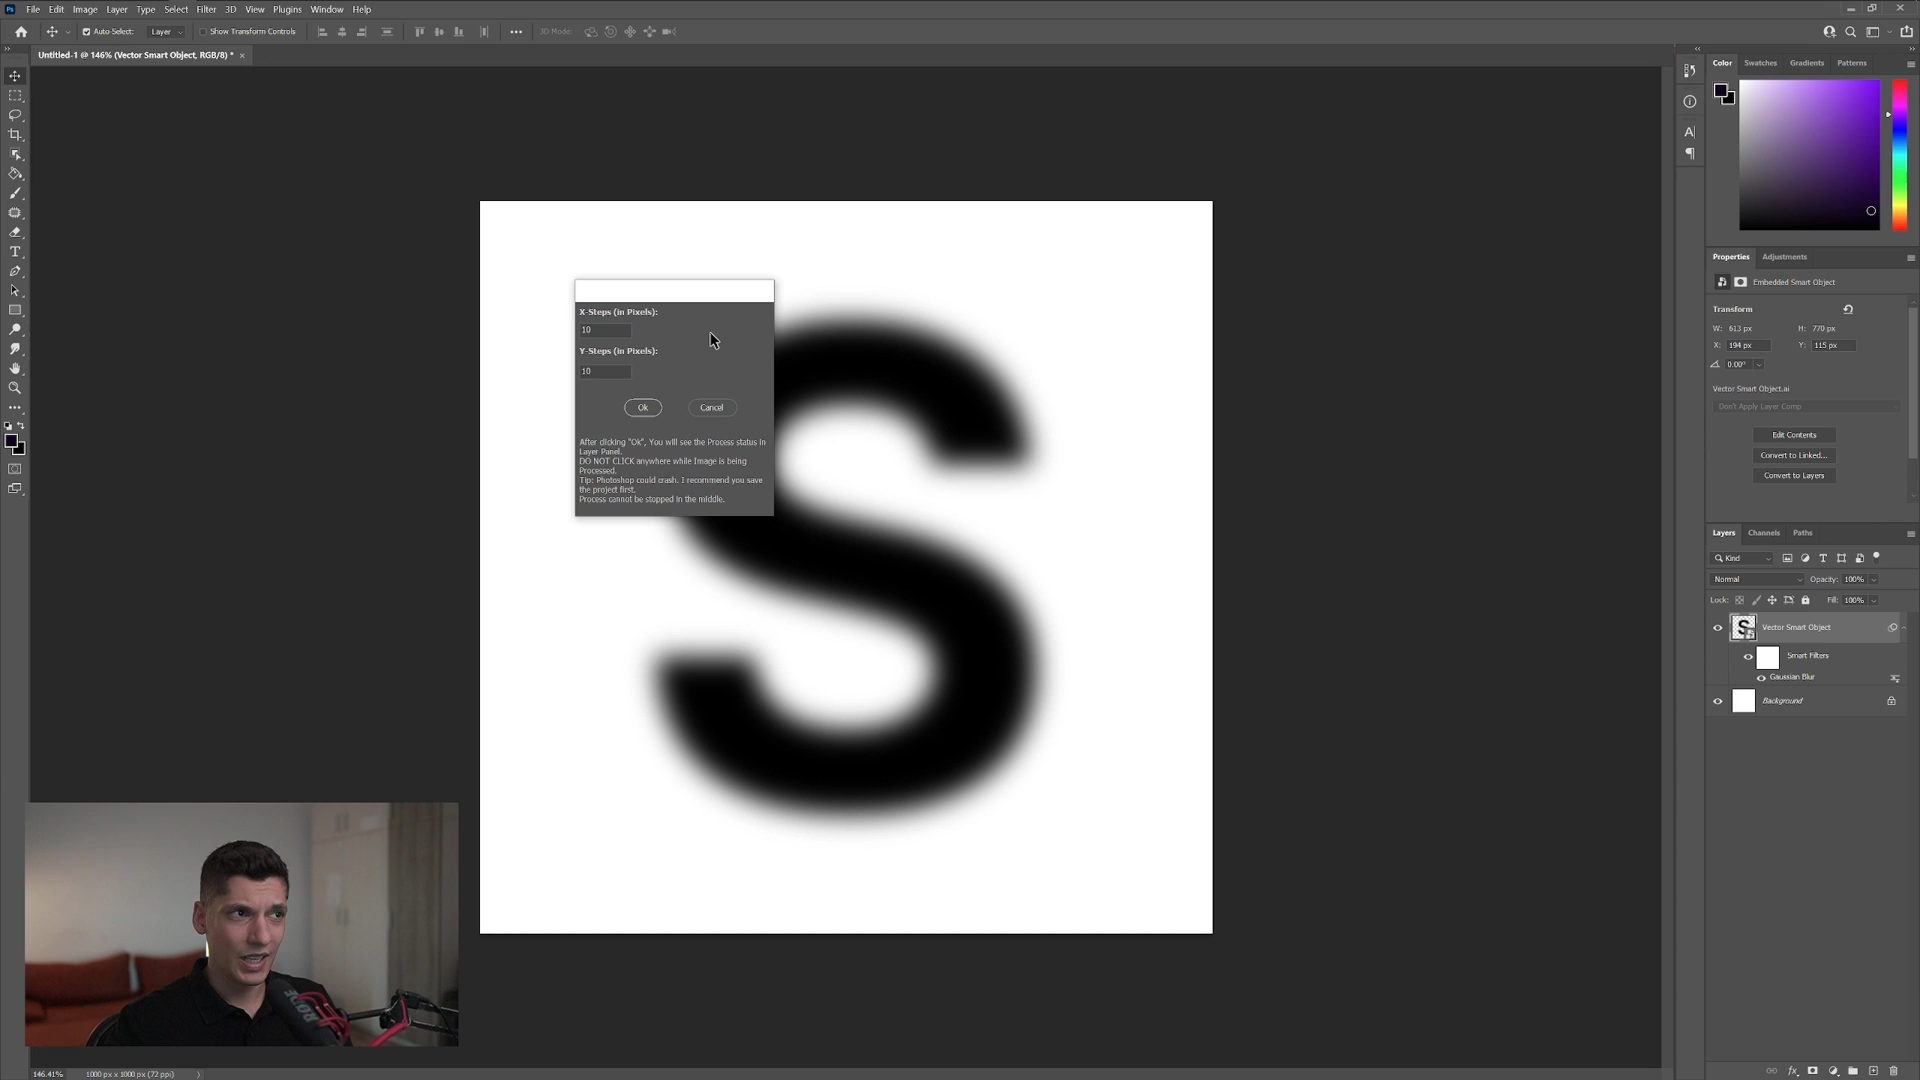 Ps File Edit Image Layer Type Select Filter 3D View Plugins Window Help
Auto-Select: Layer Show Transform Controls 3D Mode:
Untitled-1 @ 146% (Vector Smart Object, RGB/8) *
X-Steps (in Pixels):
10
Y-Steps (in Pixels):
10
Ok Cancel
After clicking "Ok", You will see the Process status in
Layer Panel.
DO NOT CLICK anywhere while Image is being
Processed.
Tip: Photoshop could crash. I recommend you save
the project first.
Process cannot be stopped in the middle.
S
RØDE
146.41% 1000 px x 1000 px (72 ppi)
Color Swatches Gradients Patterns
Properties Adjustments
Embedded Smart Object
Transform
W: 613 px H: 770 px
X: 194 px Y: 115 px
0.00°
Vector Smart Object.ai
Don't Apply Layer Comp
Edit Contents
Convert to Linked...
Convert to Layers
Layers Channels Paths
Kind
Normal Opacity: 100%
Lock: Fill: 100%
Vector Smart Object
Smart Filters
Gaussian Blur
Background